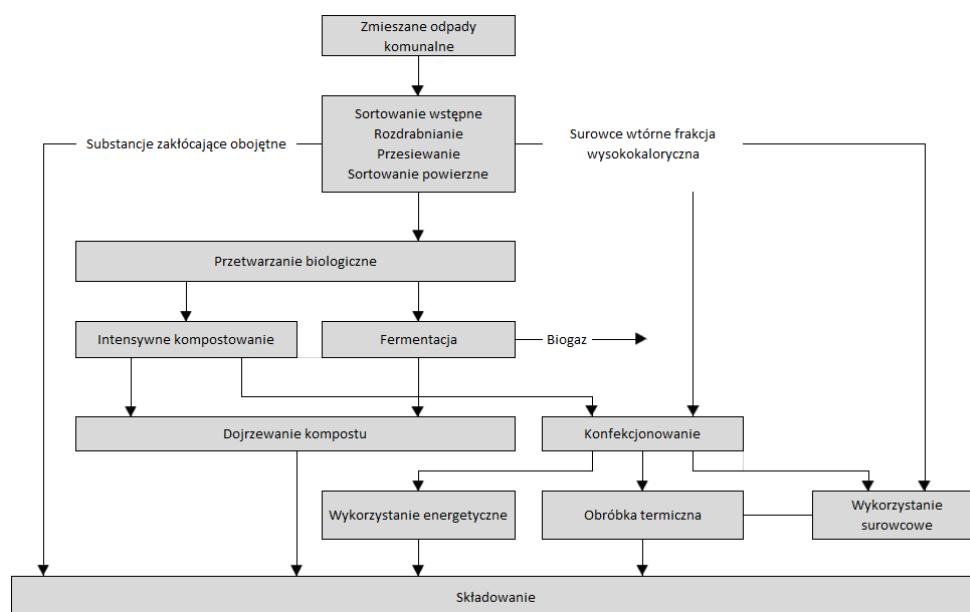 Zmieszane odpady
komunalne
Sortowanie wstępne
Rozdrabnianie
Przesiewanie
Sortowanie powierzne
Substancje zakłócające obojętne
Surowce wtórne frakcja
wysokokaloryczna
Przetwarzanie biologiczne
Intensywne kompostowanie
Fermentacja
Biogaz
Dojrzewanie kompostu
Konfekcjonowanie
Wykorzystanie energetyczne
Obróbka termiczna
Wykorzystanie
surowcowe
Składowanie